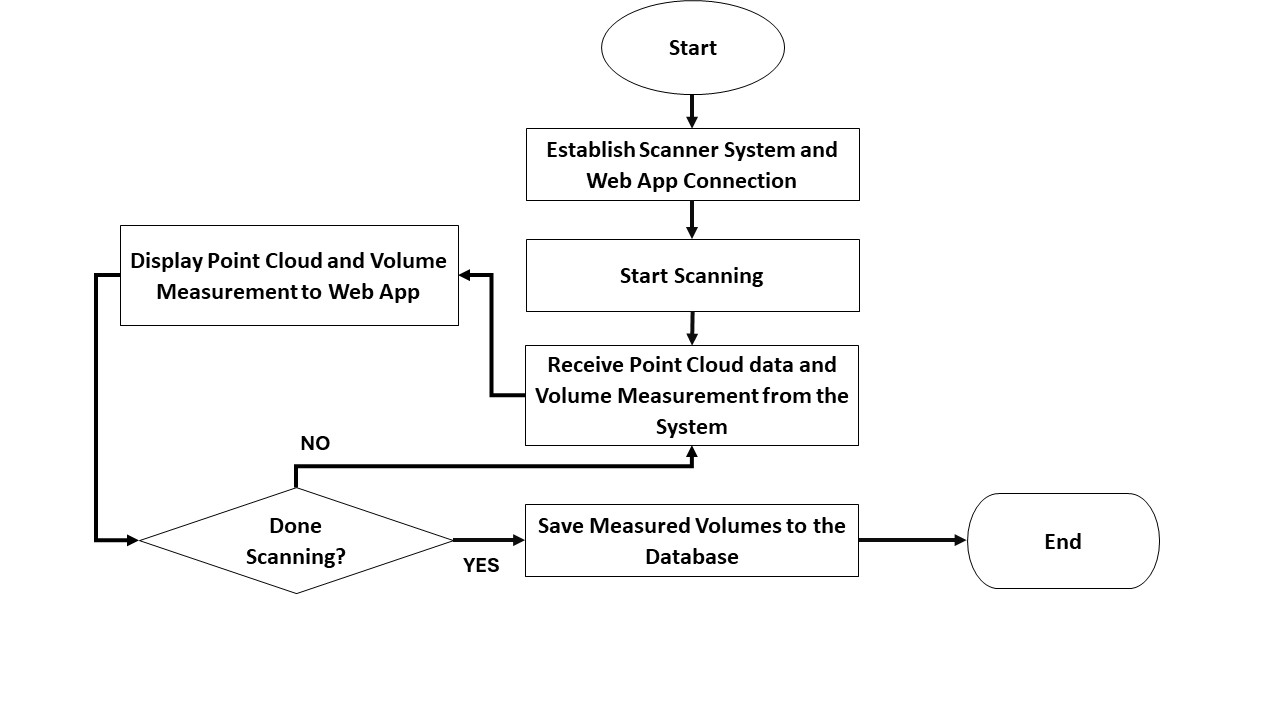 Start
Establish Scanner System and
Web App Connection
Start Scanning
Receive Point Cloud data and
Volume Measurement from the
System
Display Point Cloud and Volume
Measurement to Web App
Done
Scanning?
NO
YES
Save Measured Volumes to the
Database
End